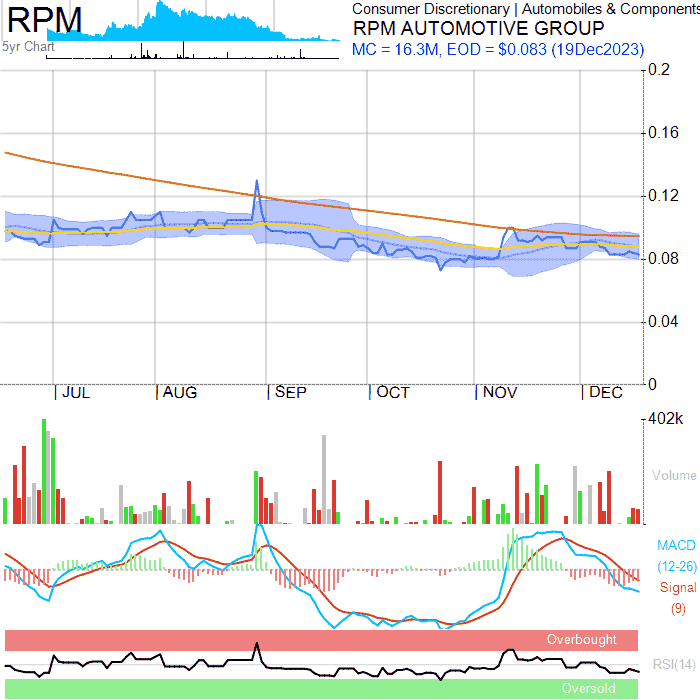 RPM
5yr Chart
Consumer Discretionary | Automobiles & Components
RPM AUTOMOTIVE GROUP
MC = 16.3M, EOD = $0.083 (19Dec2023)
0.2
0.16
0.12
0.08
0.04
0
JUL AUG SEP OCT NOV DEC
402k
Volume
MACD
(12-26)
Signal
(9)
Overbought
RSI(14)
Oversold